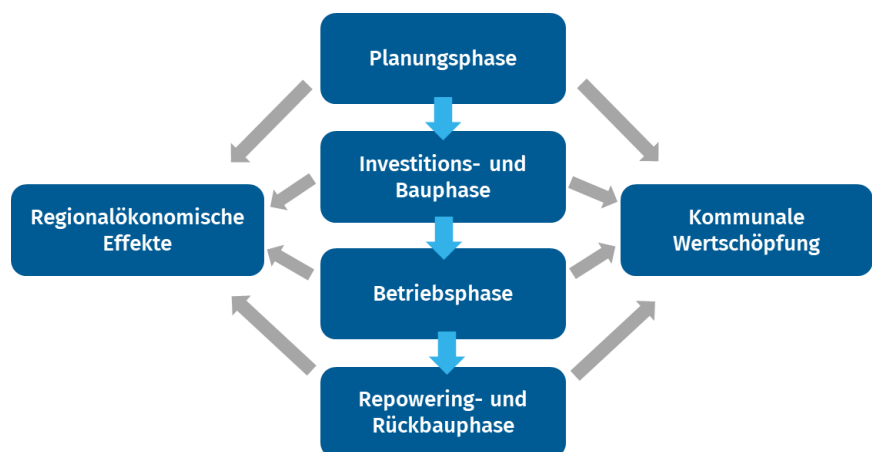 Planungsphase
Investitions- und
Bauphase
Regionalökonomische
Effekte
Kommunale
Wertschöpfung
Betriebsphase
Repowering- und
Rückbauphase